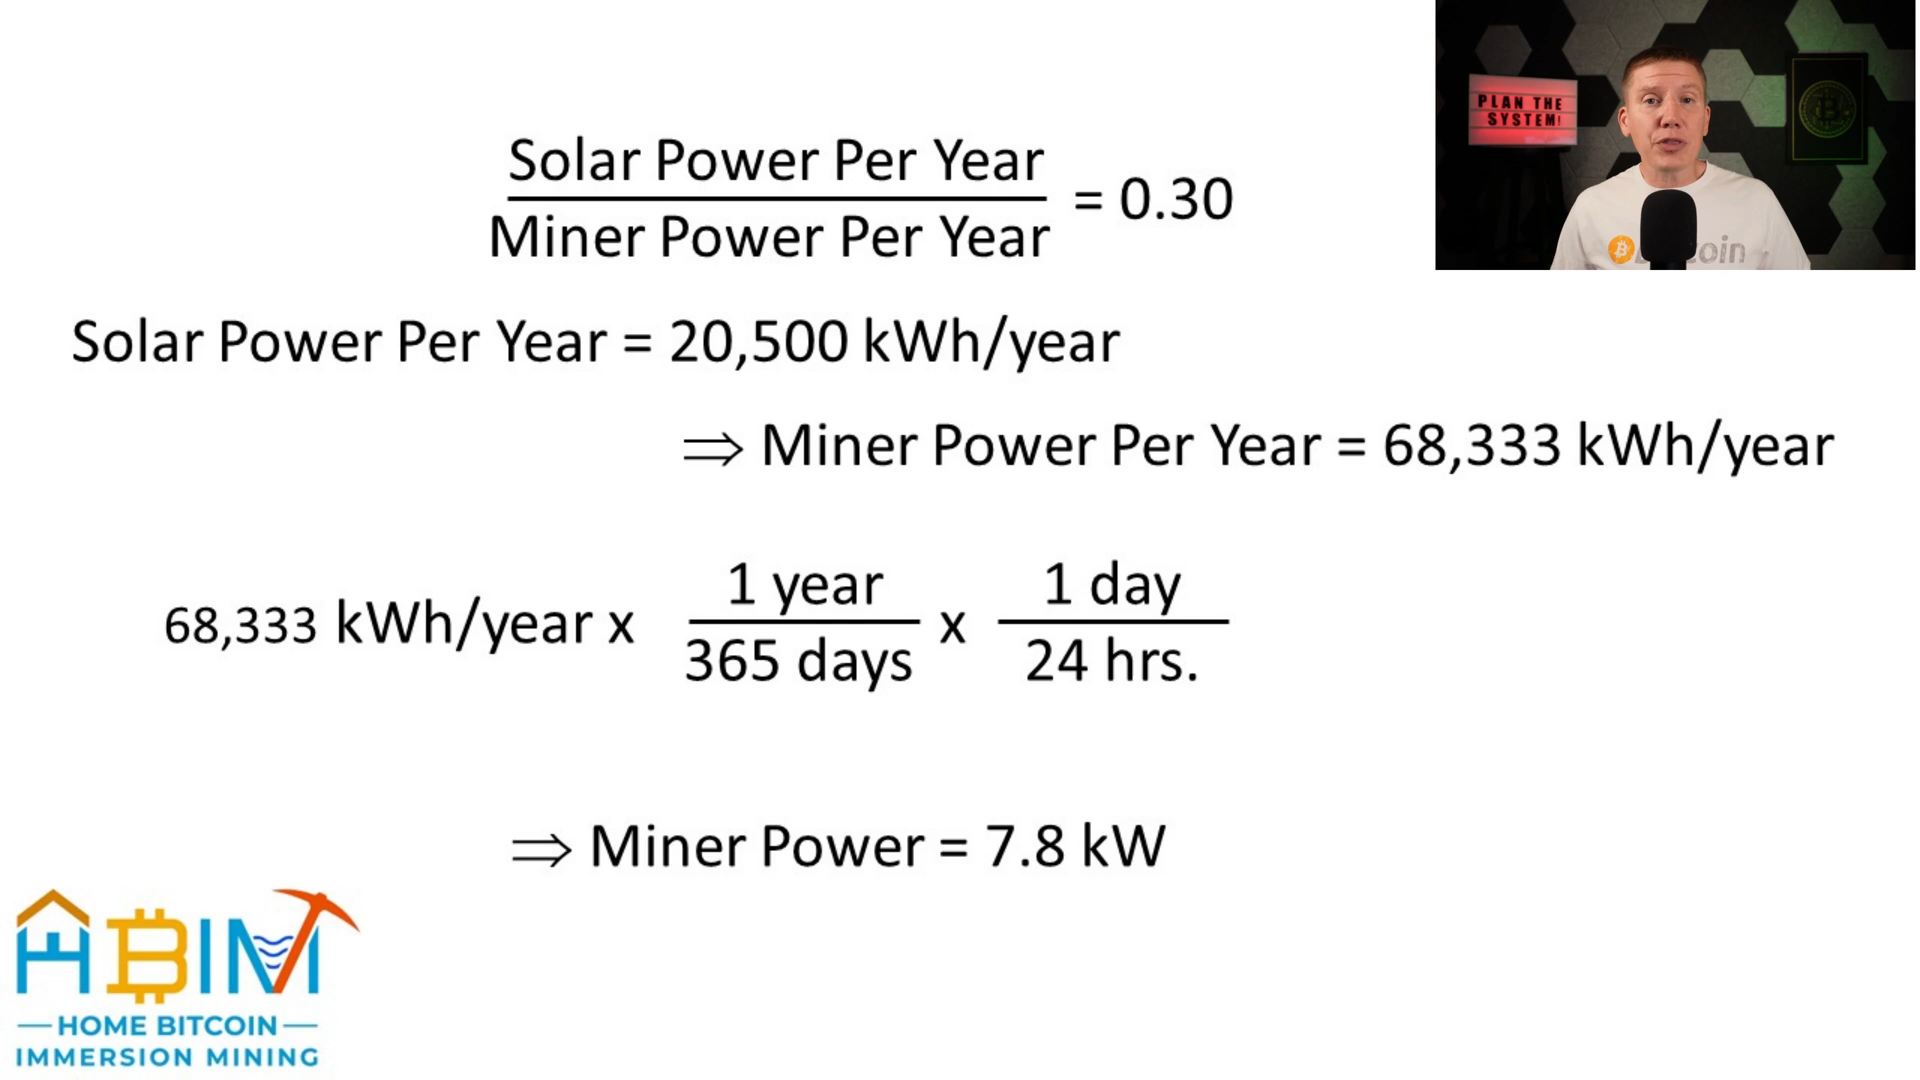 PLAN THE
SYSTEM!
Solar Power Per Year
Miner Power Per Year
= 0.30
Solar Power Per Year = 20,500 kWh/year
⇒ Miner Power Per Year = 68,333 kWh/year
68,333 kWh/year x 1 year / 365 days x 1 day / 24 hrs.
⇒ Miner Power = 7.8 kW
HBIM
HOME BITCOIN
IMMERSION MINING